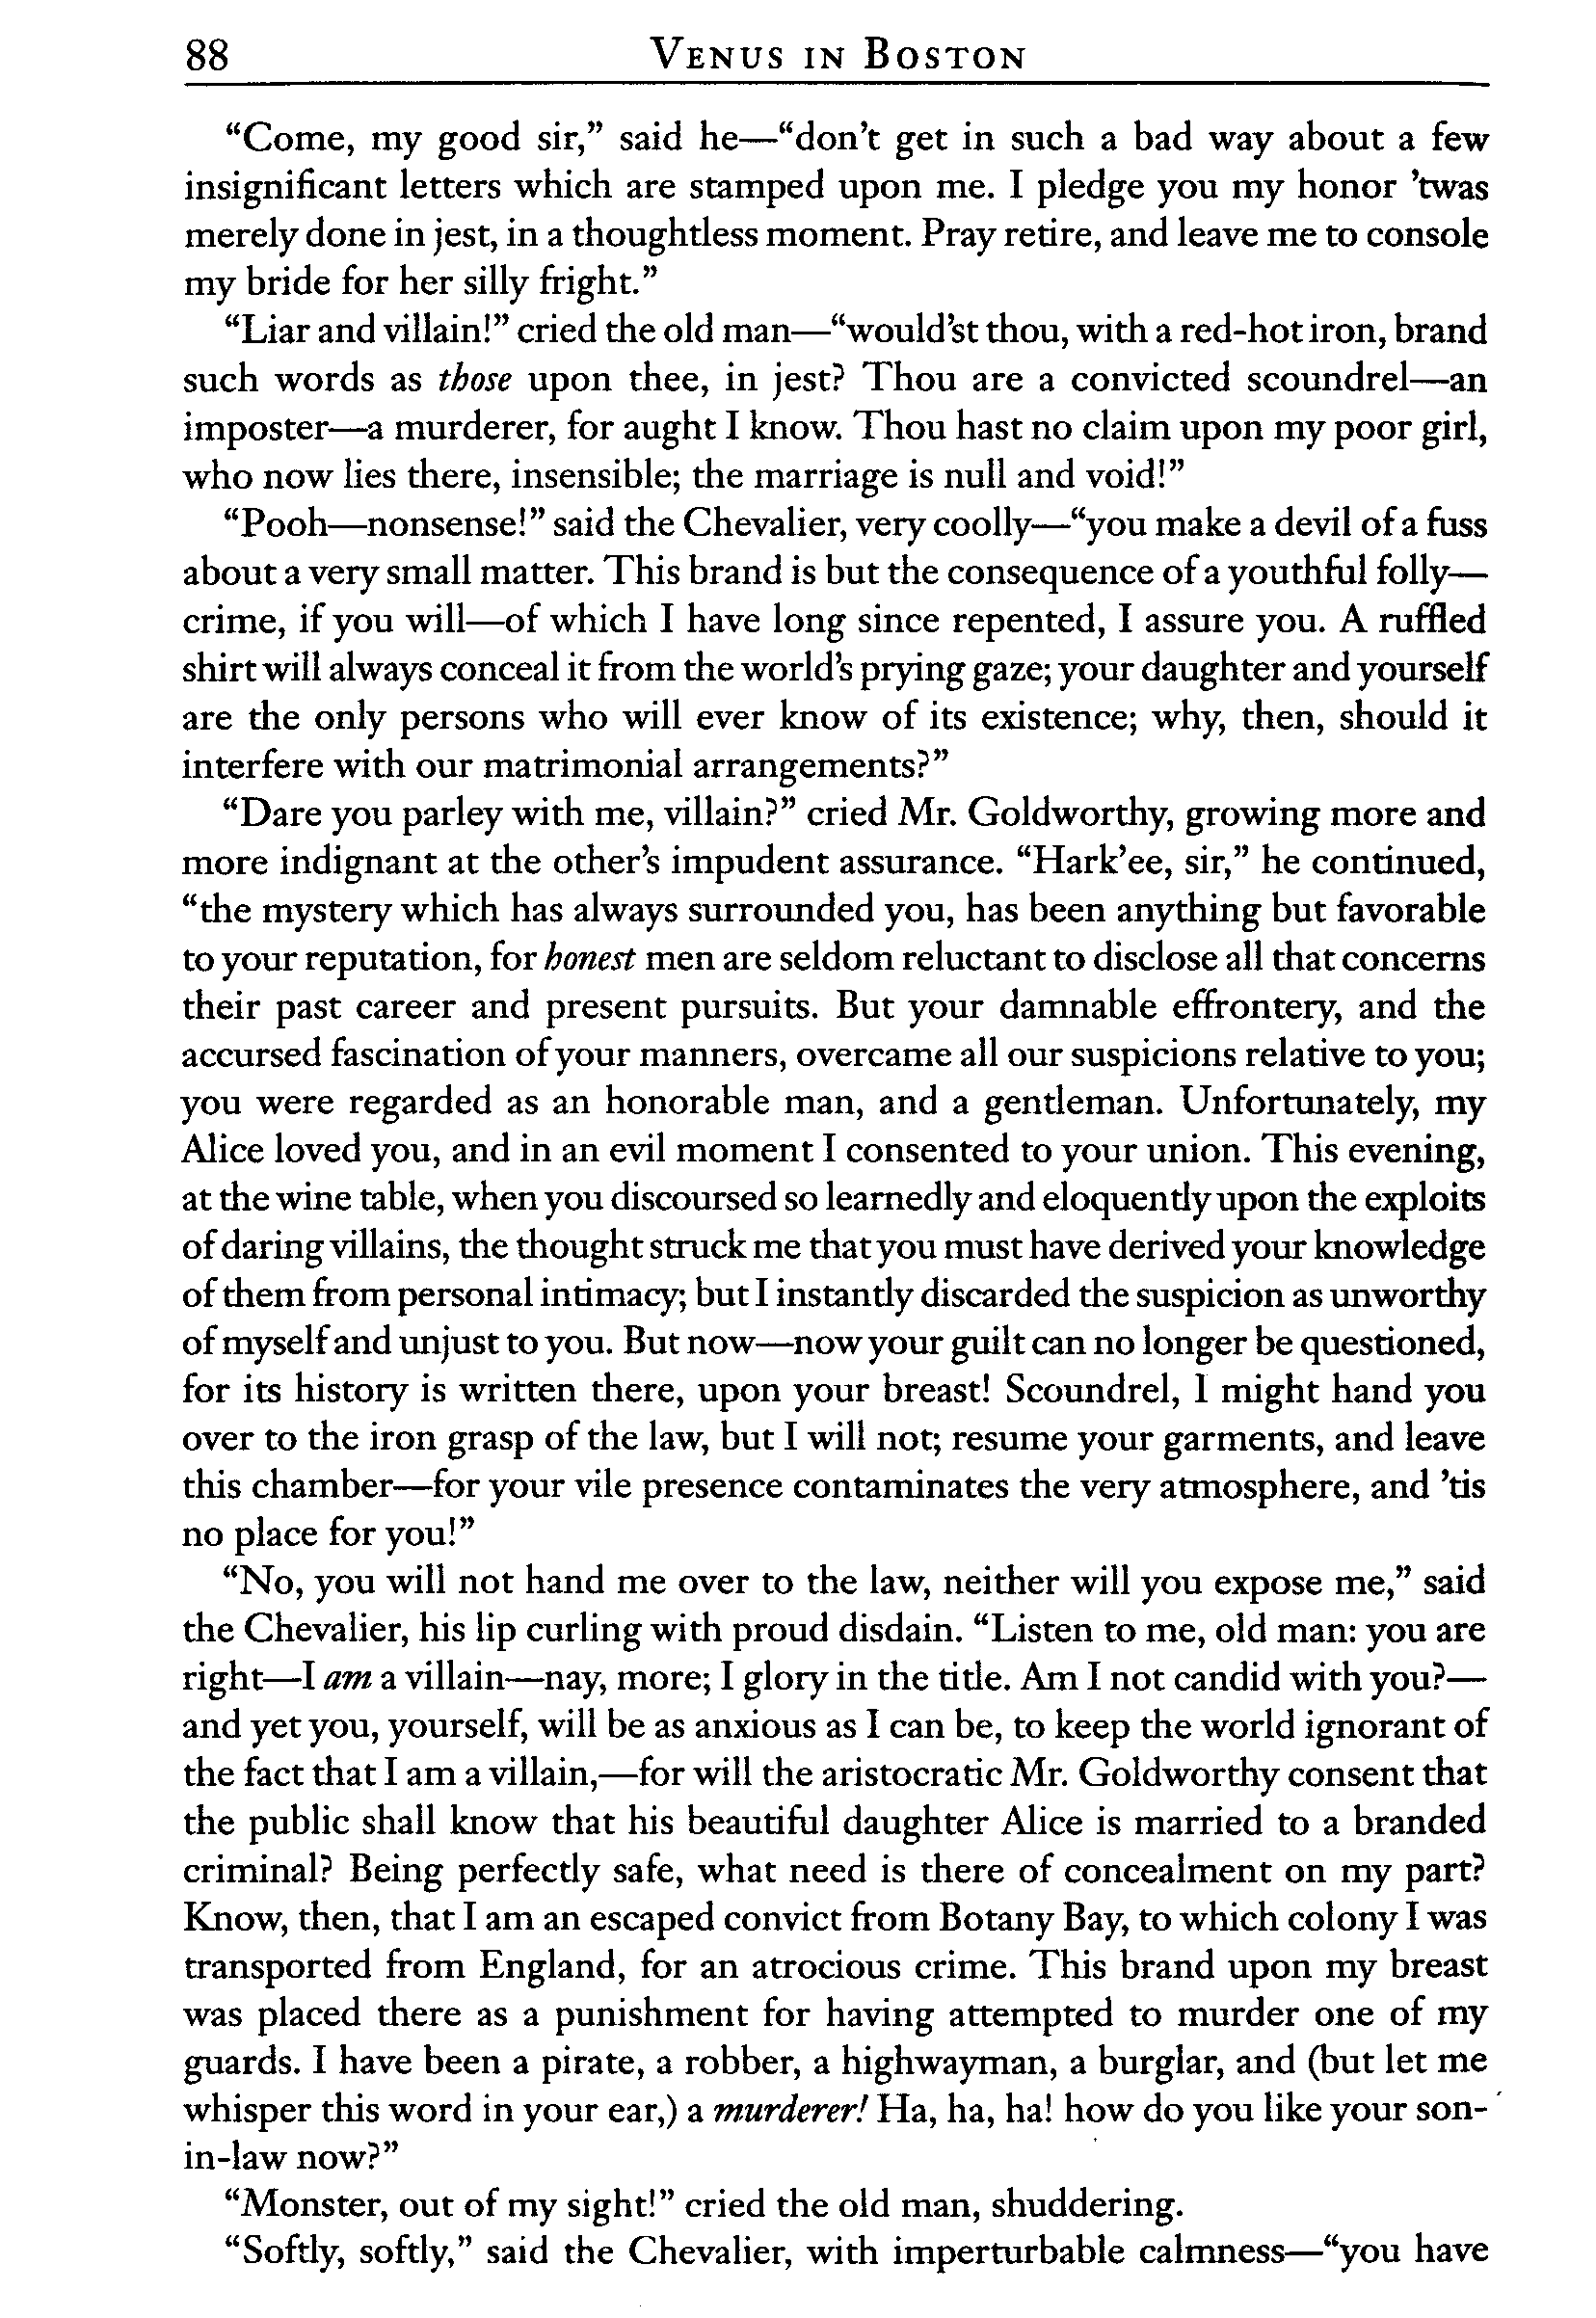 88 VENUS IN BOSTON
“Come, my good sir,” said he—“don’t get in such a bad way about a few
insignificant letters which are stamped upon me. I pledge you my honor ’twas
merely done in jest, in a thoughtless moment. Pray retire, and leave me to console
my bride for her silly fright.”
“Liar and villain!” cried the old man—“would’st thou, with a red-hot iron, brand
such words as those upon thee, in jest? Thou are a convicted scoundrel—an
imposter—a murderer, for aught I know. Thou hast no claim upon my poor girl,
who now lies there, insensible; the marriage is null and void!”
“Pooh—nonsense!” said the Chevalier, very coolly—“you make a devil of a fuss
about a very small matter. This brand is but the consequence of a youthful folly—
crime, if you will—of which I have long since repented, I assure you. A ruffled
shirt will always conceal it from the world’s prying gaze; your daughter and yourself
are the only persons who will ever know of its existence; why, then, should it
interfere with our matrimonial arrangements?”
“Dare you parley with me, villain?” cried Mr. Goldworthy, growing more and
more indignant at the other’s impudent assurance. “Hark’ee, sir,” he continued,
“the mystery which has always surrounded you, has been anything but favorable
to your reputation, for honest men are seldom reluctant to disclose all that concerns
their past career and present pursuits. But your damnable effrontery, and the
accursed fascination of your manners, overcame all our suspicions relative to you;
you were regarded as an honorable man, and a gentleman. Unfortunately, my
Alice loved you, and in an evil moment I consented to your union. This evening,
at the wine table, when you discoursed so learnedly and eloquently upon the exploits
of daring villains, the thought struck me that you must have derived your knowledge
of them from personal intimacy; but I instantly discarded the suspicion as unworthy
of myself and unjust to you. But now—now your guilt can no longer be questioned,
for its history is written there, upon your breast! Scoundrel, I might hand you
over to the iron grasp of the law, but I will not; resume your garments, and leave
this chamber—for your vile presence contaminates the very atmosphere, and ’tis
no place for you!”
“No, you will not hand me over to the law, neither will you expose me,” said
the Chevalier, his lip curling with proud disdain. “Listen to me, old man: you are
right—I am a villain—nay, more; I glory in the title. Am I not candid with you?—
and yet you, yourself, will be as anxious as I can be, to keep the world ignorant of
the fact that I am a villain,—for will the aristocratic Mr. Goldworthy consent that
the public shall know that his beautiful daughter Alice is married to a branded
criminal? Being perfectly safe, what need is there of concealment on my part?
Know, then, that I am an escaped convict from Botany Bay, to which colony I was
transported from England, for an atrocious crime. This brand upon my breast
was placed there as a punishment for having attempted to murder one of my
guards. I have been a pirate, a robber, a highwayman, a burglar, and (but let me
whisper this word in your ear,) a murderer! Ha, ha, ha! how do you like your son-
in-law now?”
“Monster, out of my sight!” cried the old man, shuddering.
“Softly, softly,” said the Chevalier, with imperturbable calmness—“you have